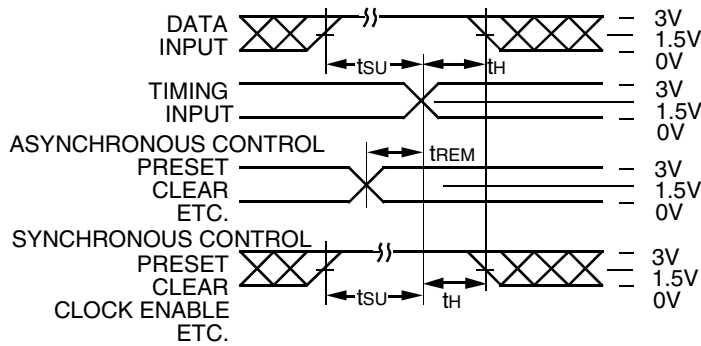 DATA
INPUT
tSU
tH
3V
1.5V
0V
TIMING
INPUT
3V
1.5V
0V
ASYNCHRONOUS CONTROL
PRESET
CLEAR
ETC.
tREM
3V
1.5V
0V
SYNCHRONOUS CONTROL
PRESET
CLEAR
CLOCK ENABLE
ETC.
tSU
tH
3V
1.5V
0V